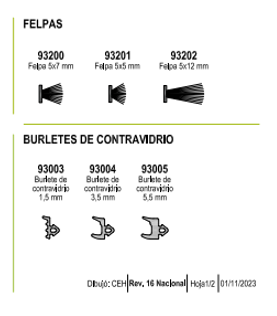 FELPAS
93200 93201 93202
Felpa 5x7 mm Felpa 5x5 mm Felpa 5x12 mm
BURLETES DE CONTRAVIDRIO
93003 93004 93005
Burlete de Burlete de Burlete de
contravidrio contravidrio contravidrio
1,5 mm 3,5 mm 5,5 mm
Dibujó: CEH Rev. 16 Nacional Hoja1/2 01/11/2023